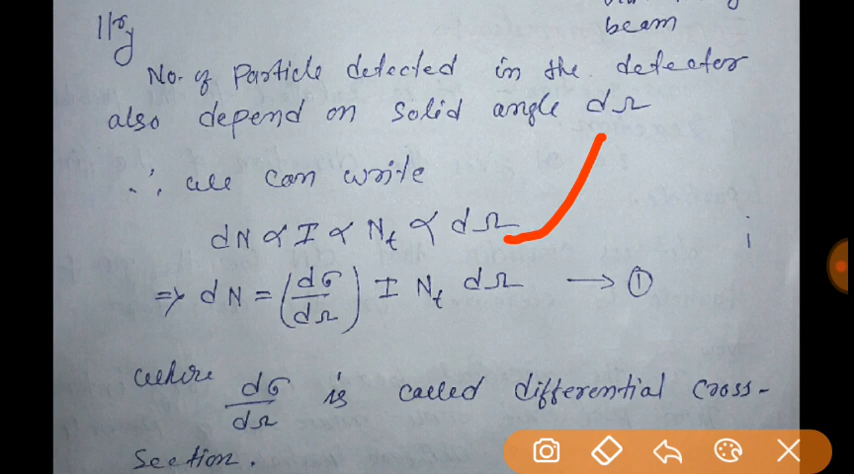 beam
||ly
No. of Particle detected in the detector
also depend on solid angle dΩ
∴ we can write
dN ∝ I ∝ Nt ∝ dΩ
⇒ dN = (dσ/dΩ) I Nt dΩ → ①
where dσ/dΩ is called differential cross-
section.